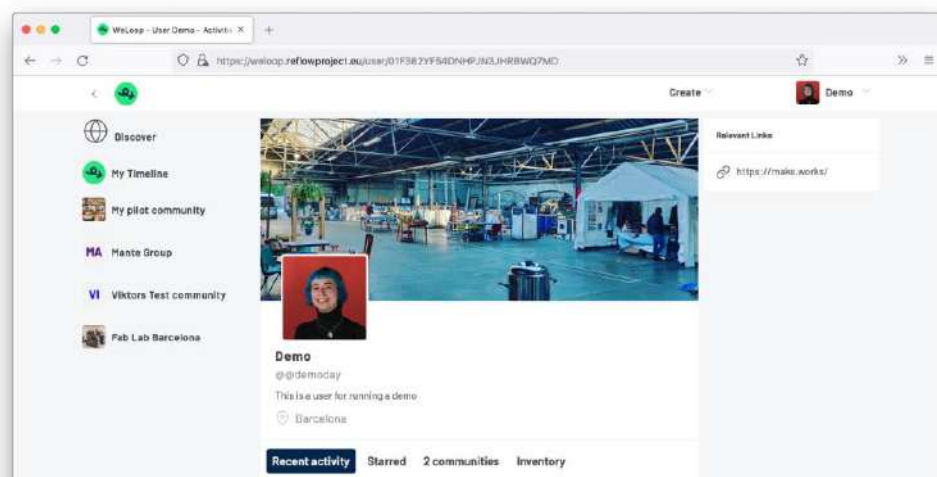 WeLoop - User Demo - Activitie
https://weloop.reflowproject.eu/user/
Create
Demo
Discover
My Timeline
My pilot community
MA Mante Group
VI Viktors Test community
Fab Lab Barcelona
Relevant Links
https://make.works/
Demo
@@demoday
This is a user for running a demo
Barcelona
Recent activity Starred 2 communities Inventory